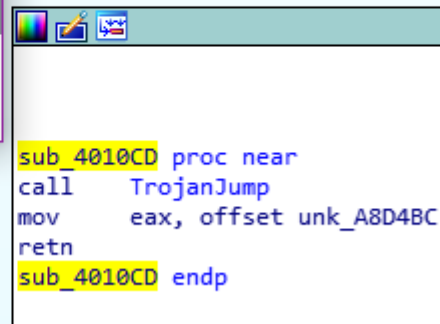 sub_4010CD proc near
call    TrojanJump
mov     eax, offset unk_A8D4BC
retn
sub_4010CD endp